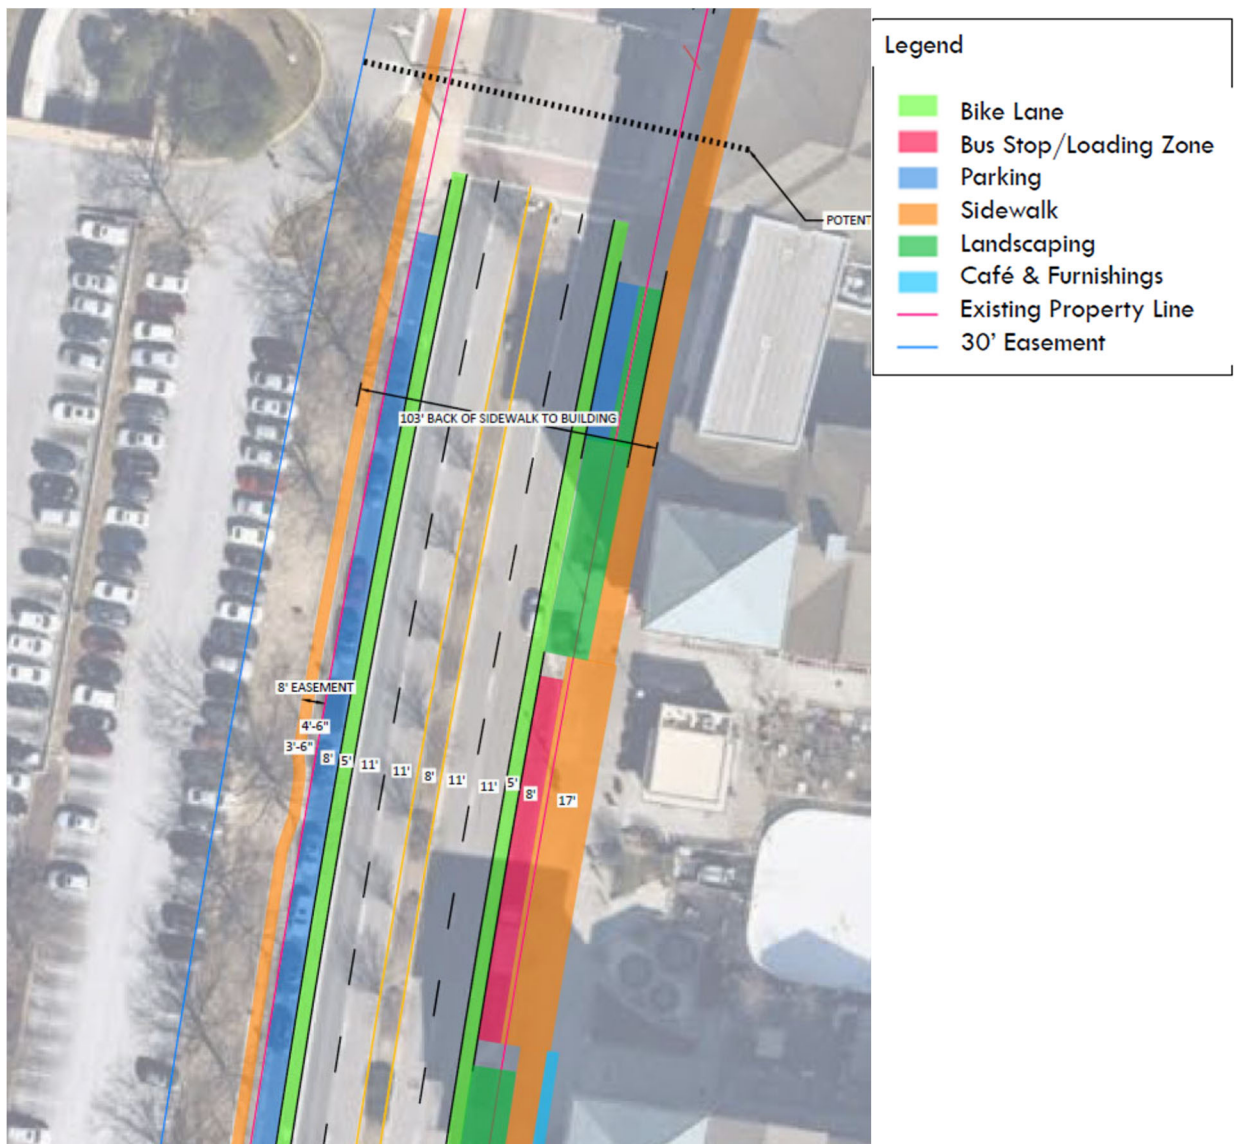 Legend
Bike Lane
Bus Stop/Loading Zone
Parking
Sidewalk
Landscaping
Café & Furnishings
Existing Property Line
30' Easement
POTENT
103' BACK OF SIDEWALK TO BUILDING
8' EASEMENT
4'-6"
3'-6"
8'
5'
11'
11'
8'
11'
11'
5'
8'
17'